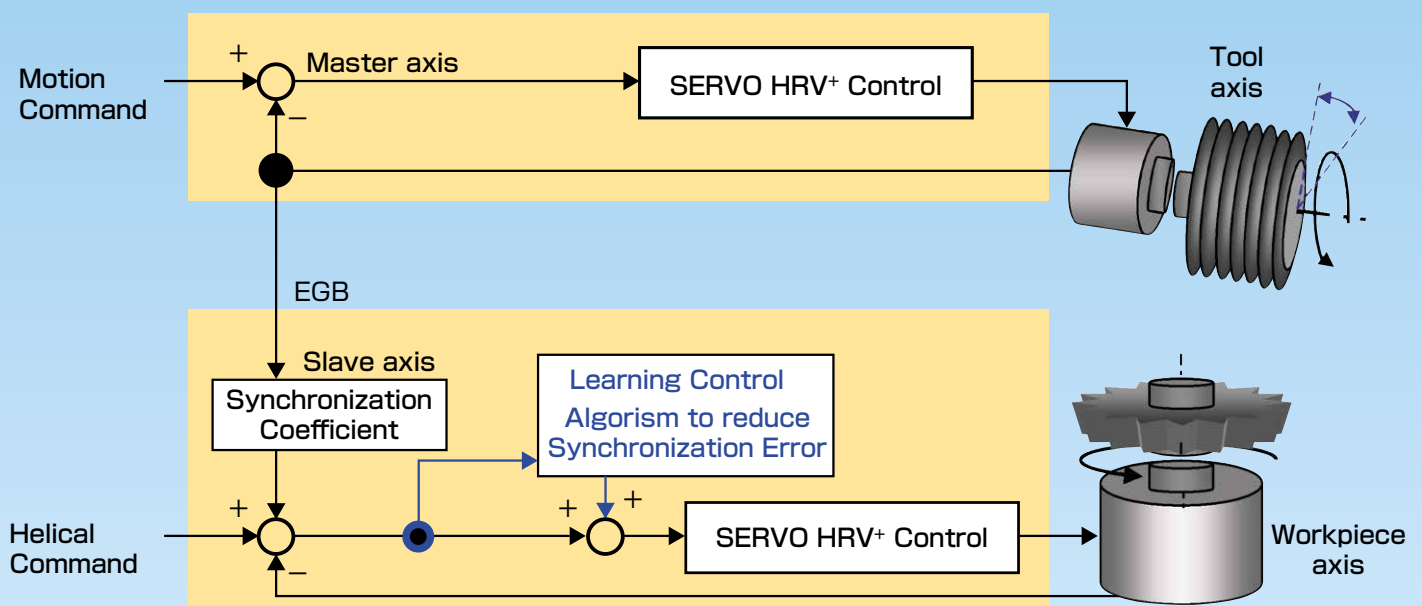 +
Motion
Command
−
Master axis
SERVO HRV⁺ Control
Tool
axis
EGB
Slave axis
Synchronization
Coefficient
Learning Control
Algorism to reduce
Synchronization Error
Helical
Command
+
−
+
+
SERVO HRV⁺ Control
Workpiece
axis